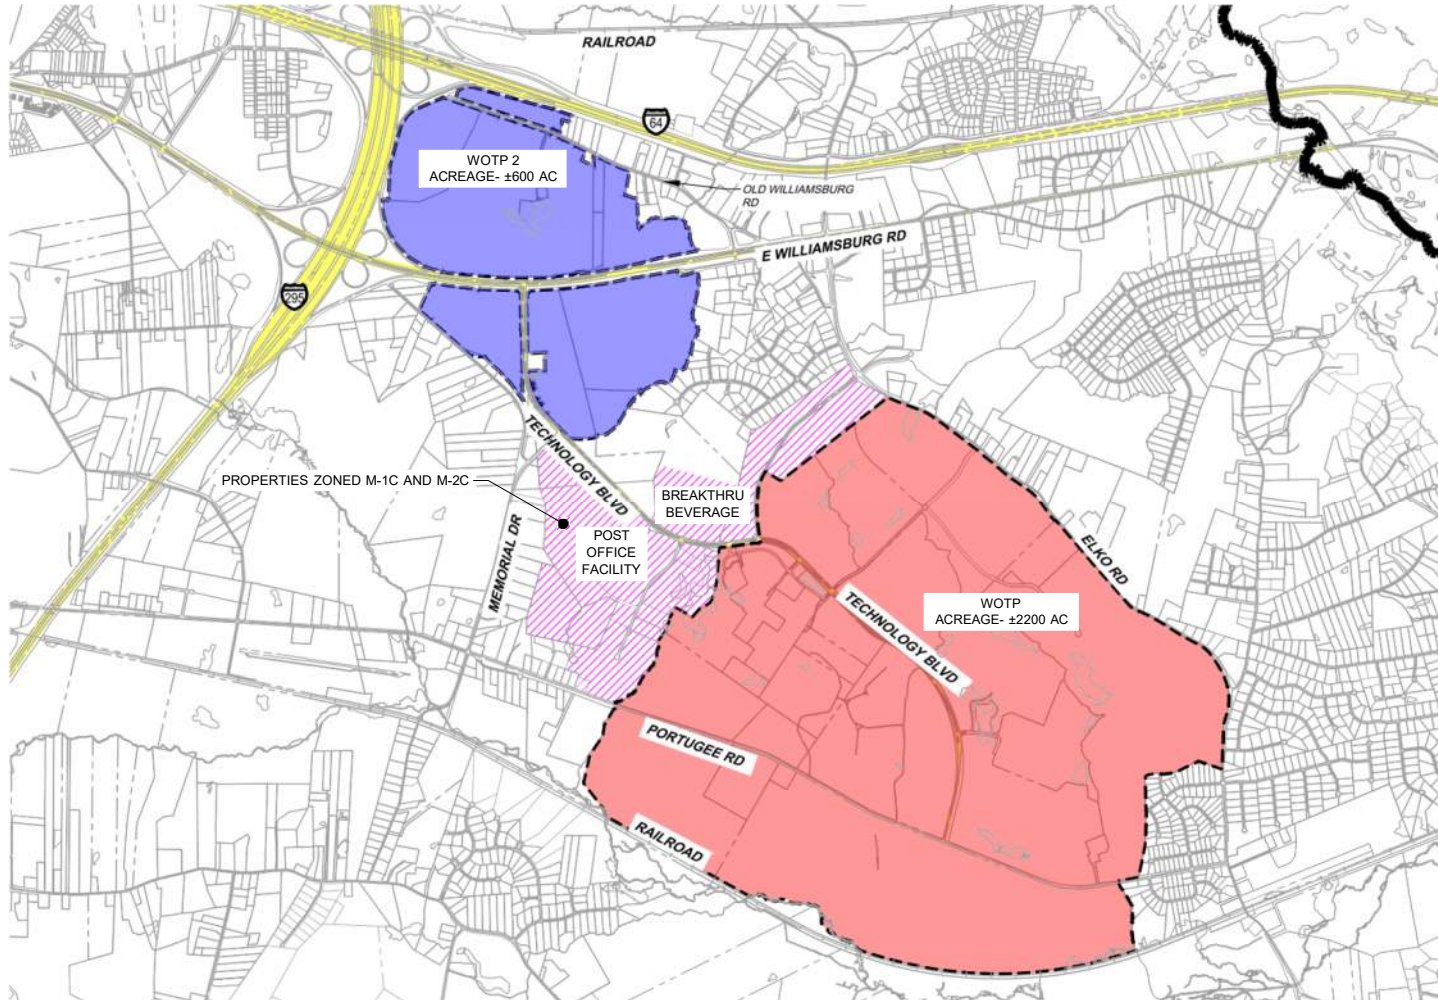 RAILROAD
64
WOTP 2
ACREAGE- ±600 AC
OLD WILLIAMSBURG
RD
E WILLIAMSBURG RD
295
TECHNOLOGY BLVD
PROPERTIES ZONED M-1C AND M-2C
BREAKTHRU
BEVERAGE
POST
OFFICE
FACILITY
MEMORIAL DR
ELKO RD
WOTP
ACREAGE- ±2200 AC
TECHNOLOGY BLVD
PORTUGEE RD
RAILROAD